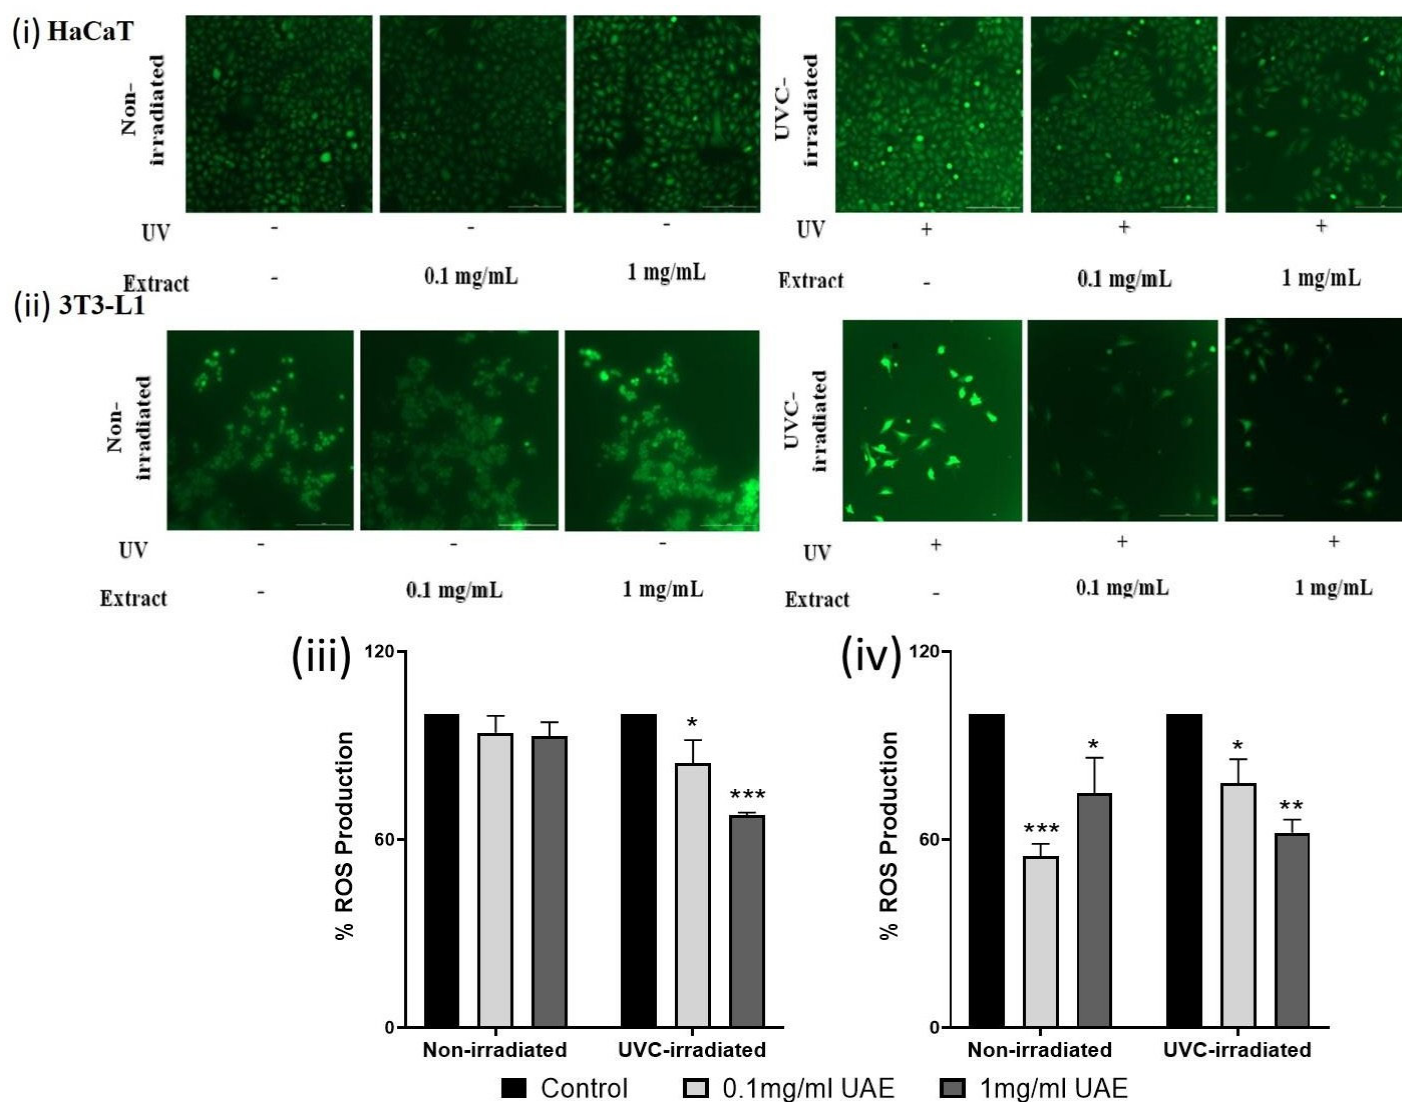 (i) HaCaT
Non-
irradiated
UVC-
irradiated
UV - - - UV + + +
Extract - 0.1 mg/mL 1 mg/mL Extract - 0.1 mg/mL 1 mg/mL
(ii) 3T3-L1
Non-
irradiated
UVC-
irradiated
UV - - - UV + + +
Extract - 0.1 mg/mL 1 mg/mL Extract - 0.1 mg/mL 1 mg/mL
(iii)
120
60
0
% ROS Production
* ***
Non-irradiated UVC-irradiated
(iv)
120
60
0
% ROS Production
*** * * **
Non-irradiated UVC-irradiated
Control 0.1mg/ml UAE 1mg/ml UAE